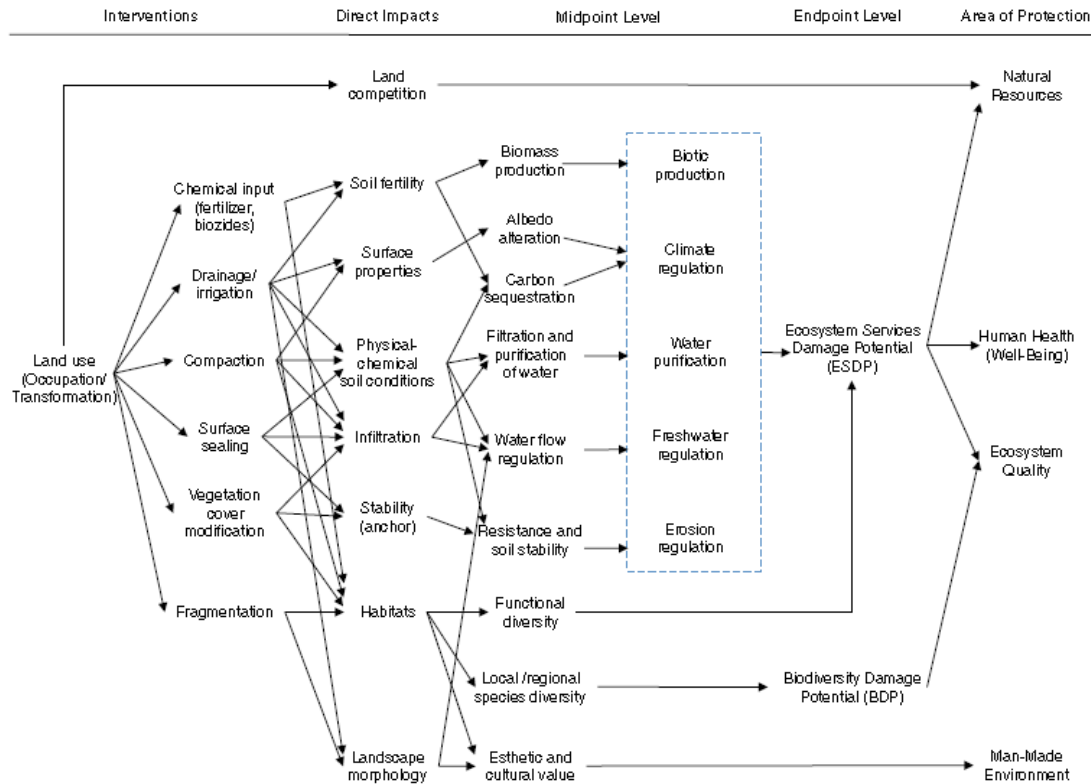 Interventions
Direct Impacts
Midpoint Level
Endpoint Level
Area of Protection
Land
competition
Natural
Resources
Chemical input
(fertilizer,
biozides)
Drainage/
irrigation
Compaction
Surface
sealing
Vegetation
cover
modification
Fragmentation
Land use
(Occupation/
Transformation)
Soil fertility
Surface
properties
Physical-
chemical
soil conditions
Infiltration
Stability
(anchor)
Habitats
Landscape
morphology
Biomass
production
Albedo
alteration
Carbon
sequestration
Filtration and
purification
of water
Water flow
regulation
Resistance and
soil stability
Functional
diversity
Local /regional
species diversity
Esthetic and
cultural value
Biotic
production
Climate
regulation
Water
purification
Freshwater
regulation
Erosion
regulation
Ecosystem Services
Damage Potential
(ESDP)
Biodiversity Damage
Potential (BDP)
Human Health
(Well-Being)
Ecosystem
Quality
Man-Made
Environment